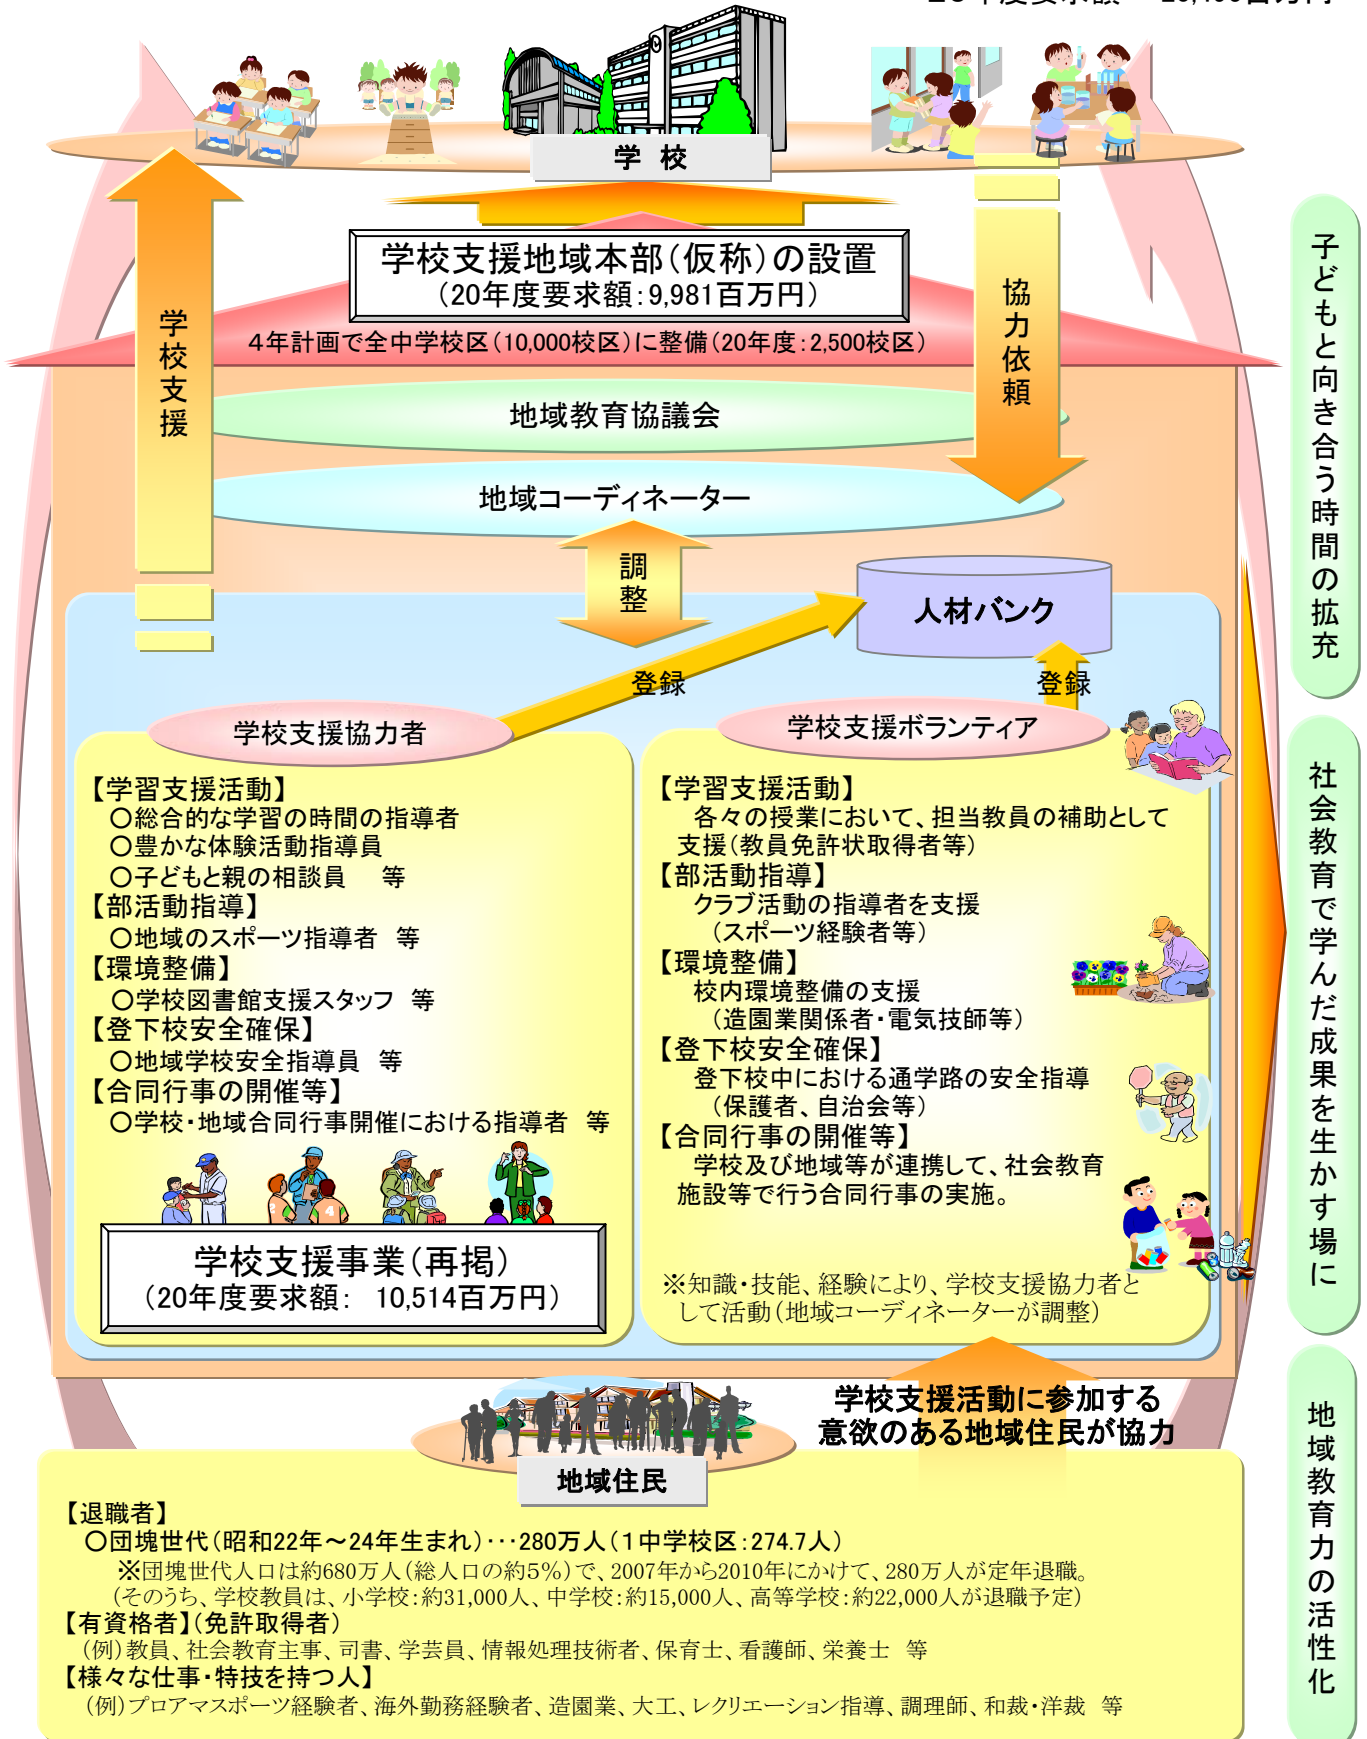 学 校
学校支援地域本部(仮称)の設置
(20年度要求額:9,981百万円)
4年計画で全中学校区(10,000校区)に整備(20年度:2,500校区)
学校支援
協力依頼
地域教育協議会
地域コーディネーター
調整
人材バンク
登録
登録
学校支援協力者
【学習支援活動】
○総合的な学習の時間の指導者
○豊かな体験活動指導員
○子どもと親の相談員 等
【部活動指導】
○地域のスポーツ指導者 等
【環境整備】
○学校図書館支援スタッフ 等
【登下校安全確保】
○地域学校安全指導員 等
【合同行事の開催等】
○学校・地域合同行事開催における指導者 等
学校支援事業(再掲)
(20年度要求額: 10,514百万円)
学校支援ボランティア
【学習支援活動】
各々の授業において、担当教員の補助として
支援(教員免許状取得者等)
【部活動指導】
クラブ活動の指導者を支援
(スポーツ経験者等)
【環境整備】
校内環境整備の支援
(造園業関係者・電気技師等)
【登下校安全確保】
登下校中における通学路の安全指導
(保護者、自治会等)
【合同行事の開催等】
学校及び地域等が連携して、社会教育
施設等で行う合同行事の実施。
※知識・技能、経験により、学校支援協力者と
して活動(地域コーディネーターが調整)
学校支援活動に参加する
意欲のある地域住民が協力
地域住民
【退職者】
○団塊世代(昭和22年~24年生まれ)・・・280万人(1中学校区:274.7人)
※団塊世代人口は約680万人(総人口の約5%)で、2007年から2010年にかけて、280万人が定年退職。
(そのうち、学校教員は、小学校:約31,000人、中学校:約15,000人、高等学校:約22,000人が退職予定)
【有資格者】(免許取得者)
(例)教員、社会教育主事、司書、学芸員、情報処理技術者、保育士、看護師、栄養士 等
【様々な仕事・特技を持つ人】
(例)プロアマスポーツ経験者、海外勤務経験者、造園業、大工、レクリエーション指導、調理師、和裁・洋裁 等
子どもと向き合う時間の拡充
社会教育で学んだ成果を生かす場に
地域教育力の活性化